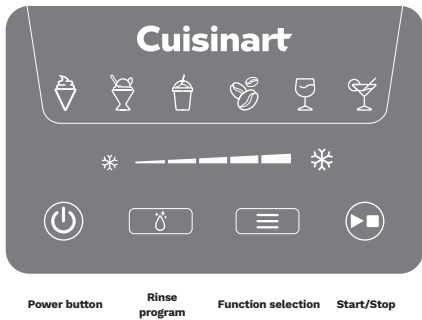 Cuisinart
Power button
Rinse
program
Function selection
Start/Stop